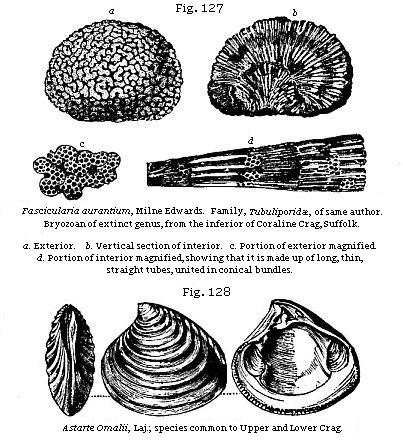 Fig. 127
a
b
c
d
Fascicularia aurantium, Milne Edwards. Family, Tubuliporidæ, of same author.
Bryozoan of extinct genus, from the inferior of Coraline Crag, Suffolk.
a. Exterior. b. Vertical section of interior. c. Portion of exterior magnified.
d. Portion of interior magnified, showing that it is made up of long, thin,
straight tubes, united in conical bundles.
Fig. 128
Astarte Omalii, Laj.; species common to Upper and Lower Crag.